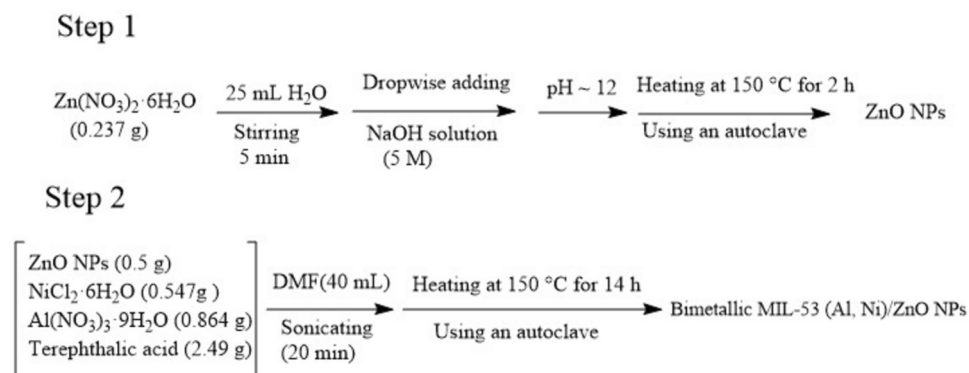 Step 1
Zn(NO₃)₂·6H₂O
(0.237 g)
25 mL H₂O
Stirring
5 min
Dropwise adding
NaOH solution
(5 M)
pH ~ 12
Heating at 150 °C for 2 h
Using an autoclave
ZnO NPs
Step 2
ZnO NPs (0.5 g)
NiCl₂·6H₂O (0.547g )
Al(NO₃)₃·9H₂O (0.864 g)
Terephthalic acid (2.49 g)
DMF(40 mL)
Sonicating
(20 min)
Heating at 150 °C for 14 h
Using an autoclave
Bimetallic MIL-53 (Al, Ni)/ZnO NPs